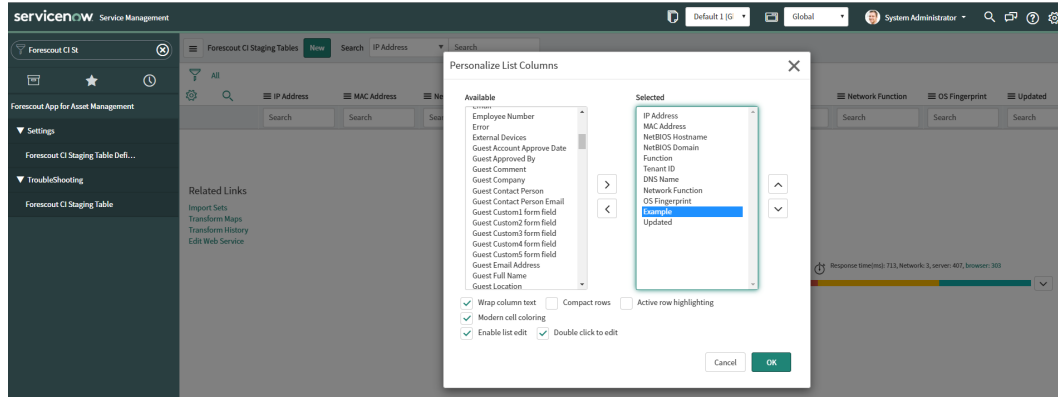 servicenow Service Management
Default 1 (G
Global
System Administrator
Forescout CI St
Forescout App for Asset Management
Settings
Forescout CI Staging Table Defi...
TroubleShooting
Forescout CI Staging Table
Forescout CI Staging Tables New Search IP Address Search
All
IP Address MAC Address Ne Network Function OS Fingerprint Updated
Search Search Sear Search Search Search
Related Links
Import Sets
Transform Maps
Transform History
Edit Web Service
Personalize List Columns
Available
Email
Employee Number
Error
External Devices
Guest Account Approve Date
Guest Approved By
Guest Comment
Guest Company
Guest Contact Person
Guest Contact Person Email
Guest Custom1 form field
Guest Custom2 form field
Guest Custom3 form field
Guest Custom4 form field
Guest Custom5 form field
Guest Email Address
Guest Full Name
Guest Location
Selected
IP Address
MAC Address
NetBIOS Hostname
NetBIOS Domain
Function
Tenant ID
DNS Name
Network Function
OS Fingerprint
Example
Updated
Wrap column text Compact rows Active row highlighting
Modern cell coloring
Enable list edit Double click to edit
Cancel OK
Response time(ms): 713, Network: 3, server: 407, browser: 303